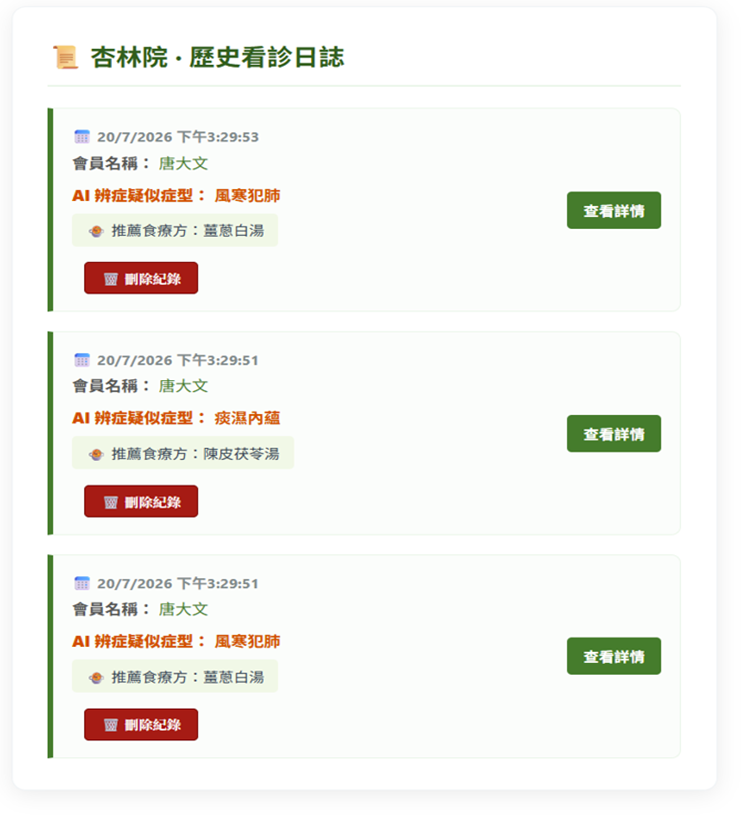 杏林院 · 歷史看診日誌
20/7/2026 下午3:29:53
會員名稱： 唐大文
AI 辨症疑似症型： 風寒犯肺
推薦食療方：薑蔥白湯
查看詳情
刪除紀錄
20/7/2026 下午3:29:51
會員名稱： 唐大文
AI 辨症疑似症型： 痰濕內蘊
推薦食療方：陳皮茯苓湯
查看詳情
刪除紀錄
20/7/2026 下午3:29:51
會員名稱： 唐大文
AI 辨症疑似症型： 風寒犯肺
推薦食療方：薑蔥白湯
查看詳情
刪除紀錄